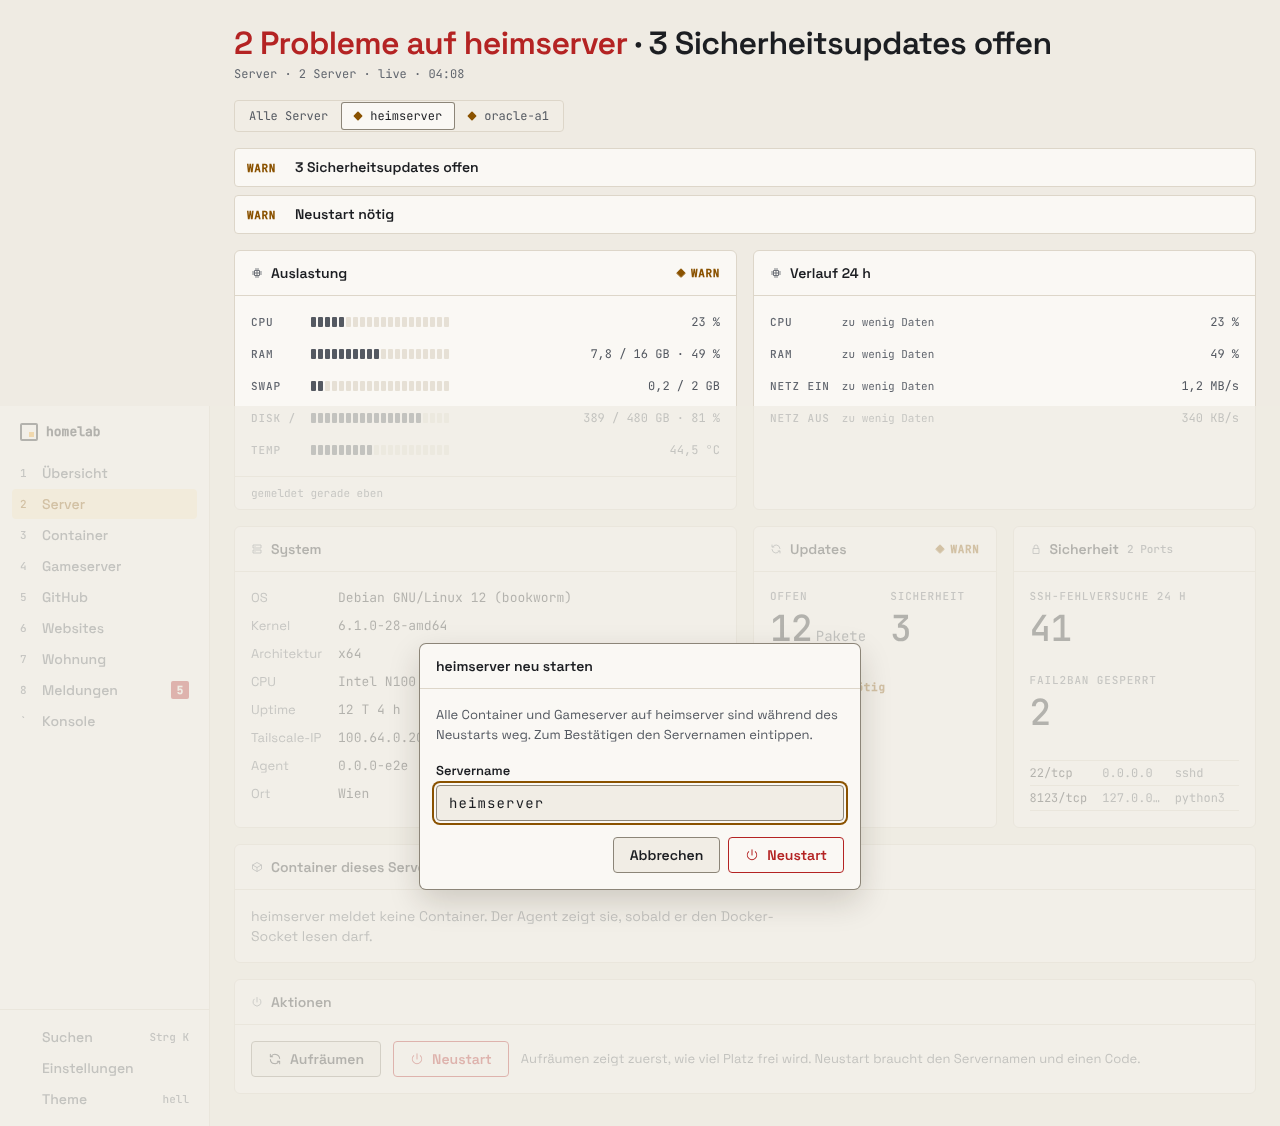 2 Probleme auf heimserver · 3 Sicherheitsupdates offen
Server · 2 Server · live · 04:08
Alle Server heimserver oracle-a1
WARN 3 Sicherheitsupdates offen
WARN Neustart nötig
Auslastung WARN
CPU 23 %
RAM 7,8 / 16 GB · 49 %
SWAP 0,2 / 2 GB
DISK / 389 / 480 GB · 81 %
TEMP 44,5 °C
gemeldet gerade eben
Verlauf 24 h
CPU zu wenig Daten 23 %
RAM zu wenig Daten 49 %
NETZ EIN zu wenig Daten 1,2 MB/s
NETZ AUS zu wenig Daten 340 KB/s
homelab
1 Übersicht
2 Server
3 Container
4 Gameserver
5 GitHub
6 Websites
7 Wohnung
8 Meldungen 5
` Konsole
Suchen Strg K
Einstellungen
Theme hell
System
OS Debian GNU/Linux 12 (bookworm)
Kernel 6.1.0-28-amd64
Architektur x64
CPU Intel N100
Uptime 12 T 4 h
Tailscale-IP 100.64.0.20
Agent 0.0.0-e2e
Ort Wien
Updates WARN
OFFEN SICHERHEIT
12 Pakete 3
Sicherheit 2 Ports
SSH-FEHLVERSUCHE 24 H
41
FAIL2BAN GESPERRT
2
22/tcp 0.0.0.0 sshd
8123/tcp 127.0.0… python3
heimserver neu starten
Alle Container und Gameserver auf heimserver sind während des
Neustarts weg. Zum Bestätigen den Servernamen eintippen.
Servername
heimserver
Abbrechen Neustart
Container dieses Serve
heimserver meldet keine Container. Der Agent zeigt sie, sobald er den Docker-
Socket lesen darf.
Aktionen
Aufräumen Neustart Aufräumen zeigt zuerst, wie viel Platz frei wird. Neustart braucht den Servernamen und einen Code.